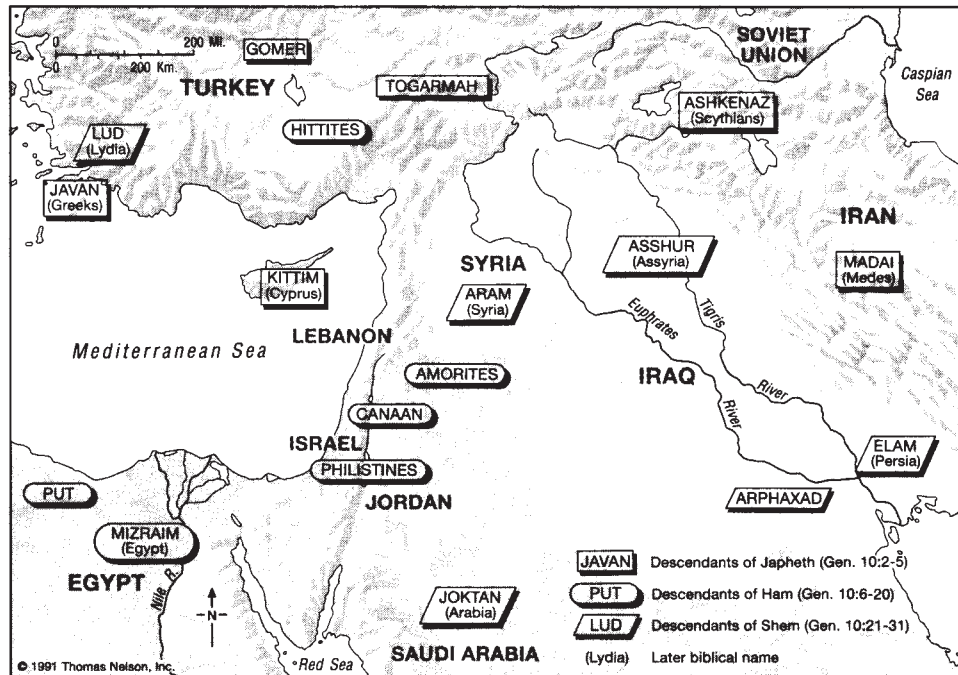 0 200 Mi.
0 200 Km.
GOMER
SOVIET
UNION
Caspian
Sea
TURKEY
TOGARMAH
ASHKENAZ
(Scythians)
LUD
(Lydia)
HITTITES
JAVAN
(Greeks)
IRAN
ASSHUR
(Assyria)
MADAI
(Medes)
SYRIA
KITTIM
(Cyprus)
ARAM
(Syria)
Euphrates
Tigris
LEBANON
Mediterranean Sea
AMORITES
IRAQ
River
River
CANAAN
ISRAEL
ELAM
(Persia)
PHILISTINES
PUT
JORDAN
ARPHAXAD
MIZRAIM
(Egypt)
EGYPT
Nile R.
N
JOKTAN
(Arabia)
Red Sea
SAUDI ARABIA
JAVAN Descendants of Japheth (Gen. 10:2-5)
PUT Descendants of Ham (Gen. 10:6-20)
LUD Descendants of Shem (Gen. 10:21-31)
(Lydia) Later biblical name
© 1991 Thomas Nelson, Inc.